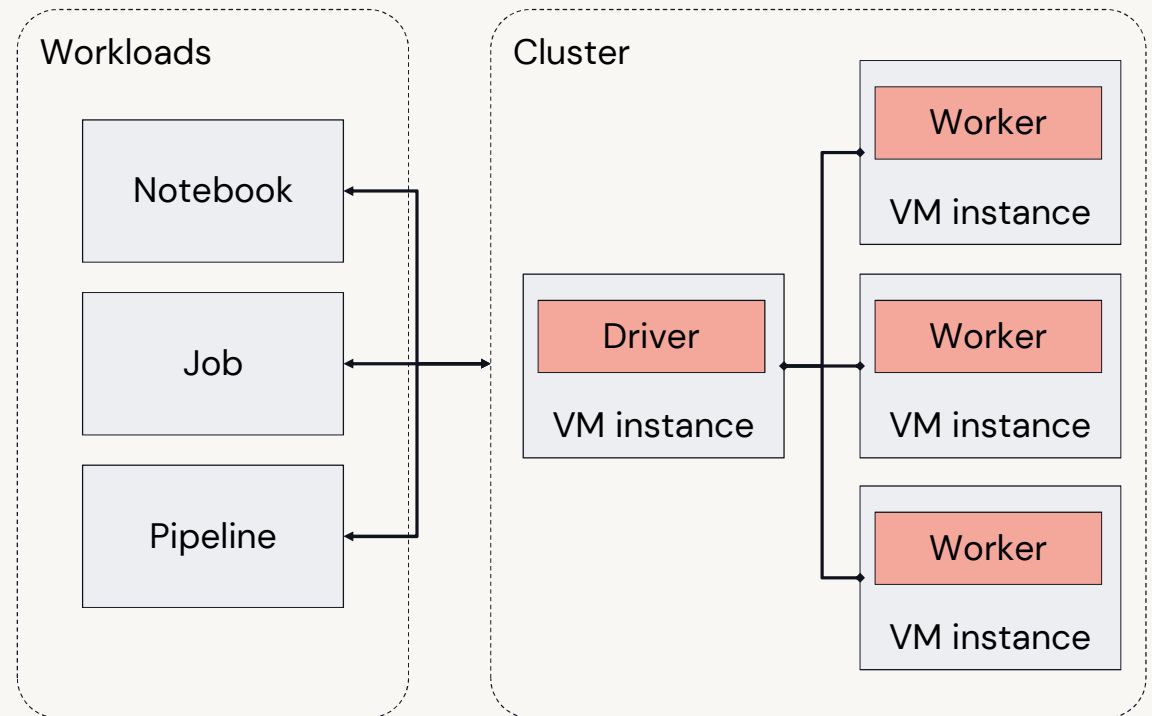 Workloads
Notebook
Job
Pipeline
Cluster
Driver
VM instance
Worker
VM instance
Worker
VM instance
Worker
VM instance